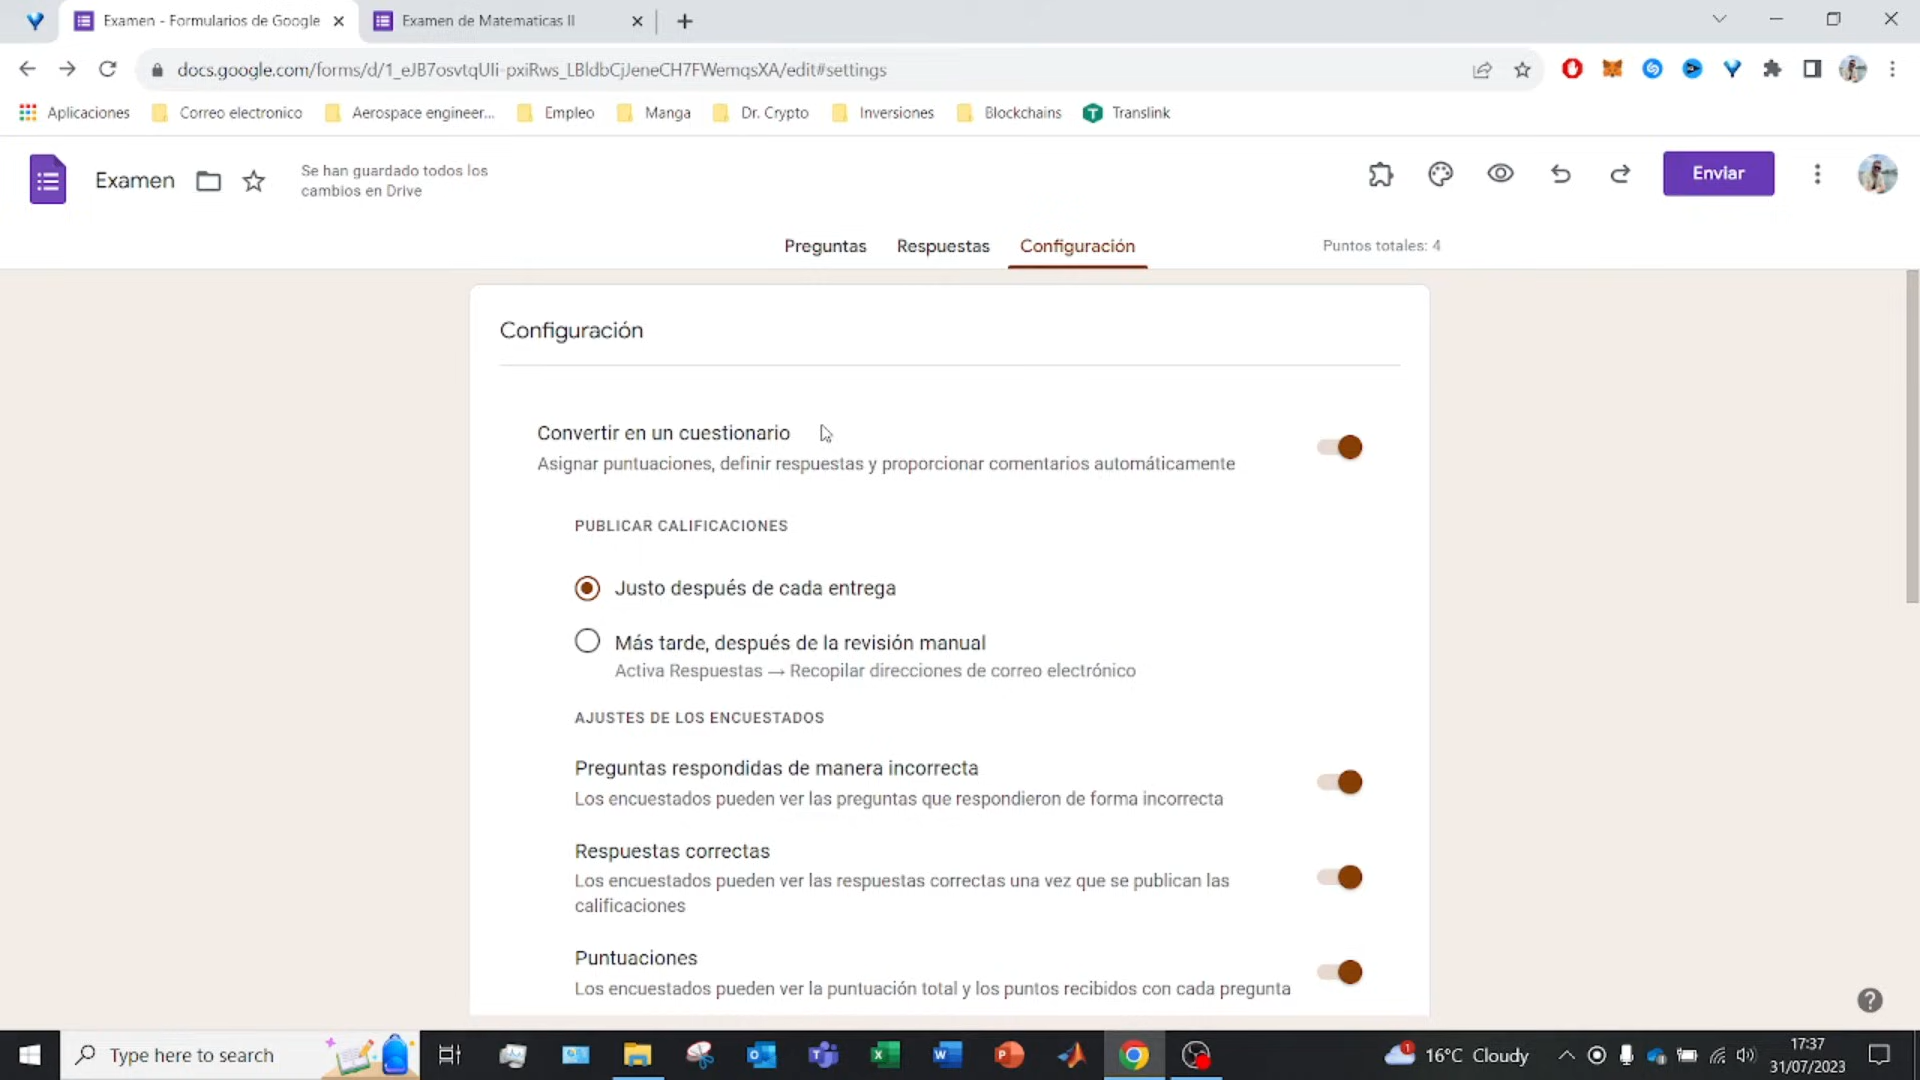 Examen - Formularios de Google
Examen de Matematicas II
docs.google.com/forms/d/1_eJB7osvtqUIi-pxiRws_LBldbCjJeneCH7FWemqsXA/edit#settings
Aplicaciones
Correo electronico
Aerospace engineer...
Empleo
Manga
Dr. Crypto
Inversiones
Blockchains
Translink
Examen
Se han guardado todos los
cambios en Drive
Enviar
Preguntas
Respuestas
Configuración
Puntos totales: 4
Configuración
Convertir en un cuestionario
Asignar puntuaciones, definir respuestas y proporcionar comentarios automáticamente
PUBLICAR CALIFICACIONES
Justo después de cada entrega
Más tarde, después de la revisión manual
Activa Respuestas → Recopilar direcciones de correo electrónico
AJUSTES DE LOS ENCUESTADOS
Preguntas respondidas de manera incorrecta
Los encuestados pueden ver las preguntas que respondieron de forma incorrecta
Respuestas correctas
Los encuestados pueden ver las respuestas correctas una vez que se publican las
calificaciones
Puntuaciones
Los encuestados pueden ver la puntuación total y los puntos recibidos con cada pregunta
Type here to search
16°C Cloudy
17:37
31/07/2023